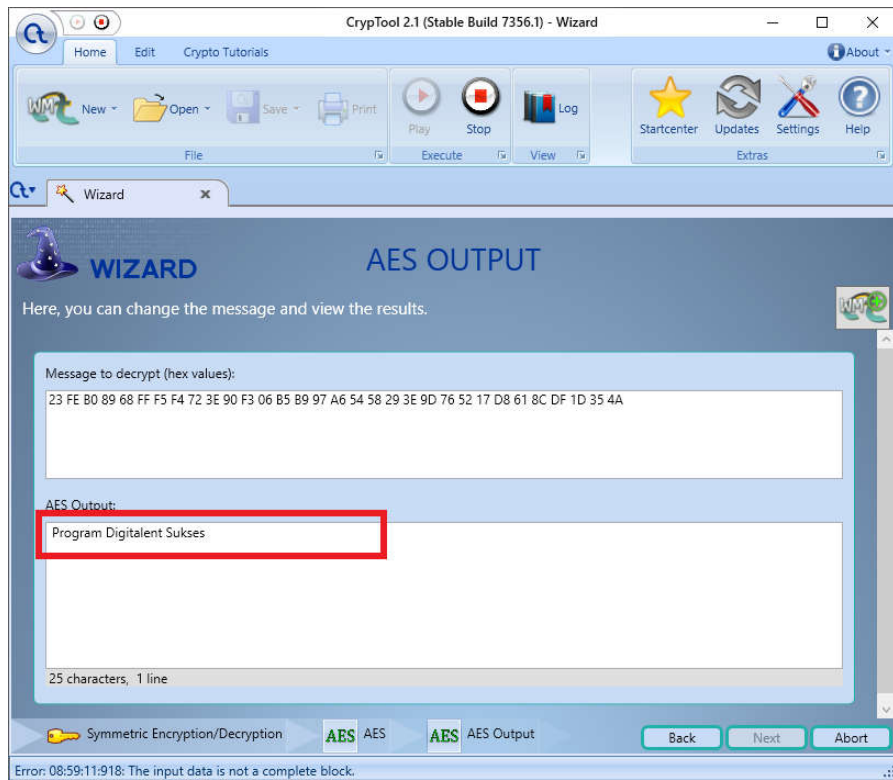 CrypTool 2.1 (Stable Build 7356.1) - Wizard
Home Edit Crypto Tutorials About
New Open Save Print Play Stop Log Startcenter Updates Settings Help
File Execute View Extras
Wizard
WIZARD
AES OUTPUT
Here, you can change the message and view the results.
Message to decrypt (hex values):
23 FE B0 89 68 FF F5 F4 72 3E 90 F3 06 B5 B9 97 A6 54 58 29 3E 9D 76 52 17 D8 61 8C DF 1D 35 4A
AES Output:
Program Digitalent Sukses
25 characters, 1 line
Symmetric Encryption/Decryption AES AES AES AES Output Back Next Abort
Error: 08:59:11:918: The input data is not a complete block.